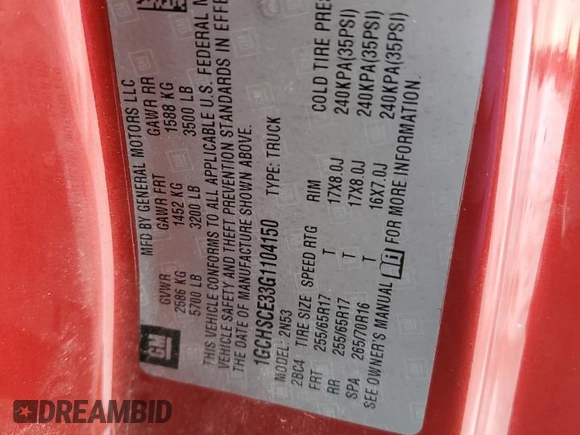 MFD BY GENERAL MOTORS LLC
GVWR GAWR FRT GAWR RR
2586 KG 1452 KG 1588 KG
5700 LB 3200 LB 3500 LB
GM
THIS VEHICLE CONFORMS TO ALL APPLICABLE U.S. FEDERAL M
VEHICLE SAFETY AND THEFT PREVENTION STANDARDS IN EFFE
THE DATE OF MANUFACTURE SHOWN ABOVE.
1GCHSCE33G1104150 TYPE: TRUCK
MODEL: 2N53
2BC4 TIRE SIZE SPEED RTG RIM COLD TIRE PRE
FRT 255/65R17 T 17X8.0J 240KPA(35PSI)
RR 255/65R17 T 17X8.0J 240KPA(35PSI)
SPA 265/70R16 T 16X7.0J 240KPA(35PSI)
SEE OWNER'S MANUAL i FOR MORE INFORMATION.
DREAMBID